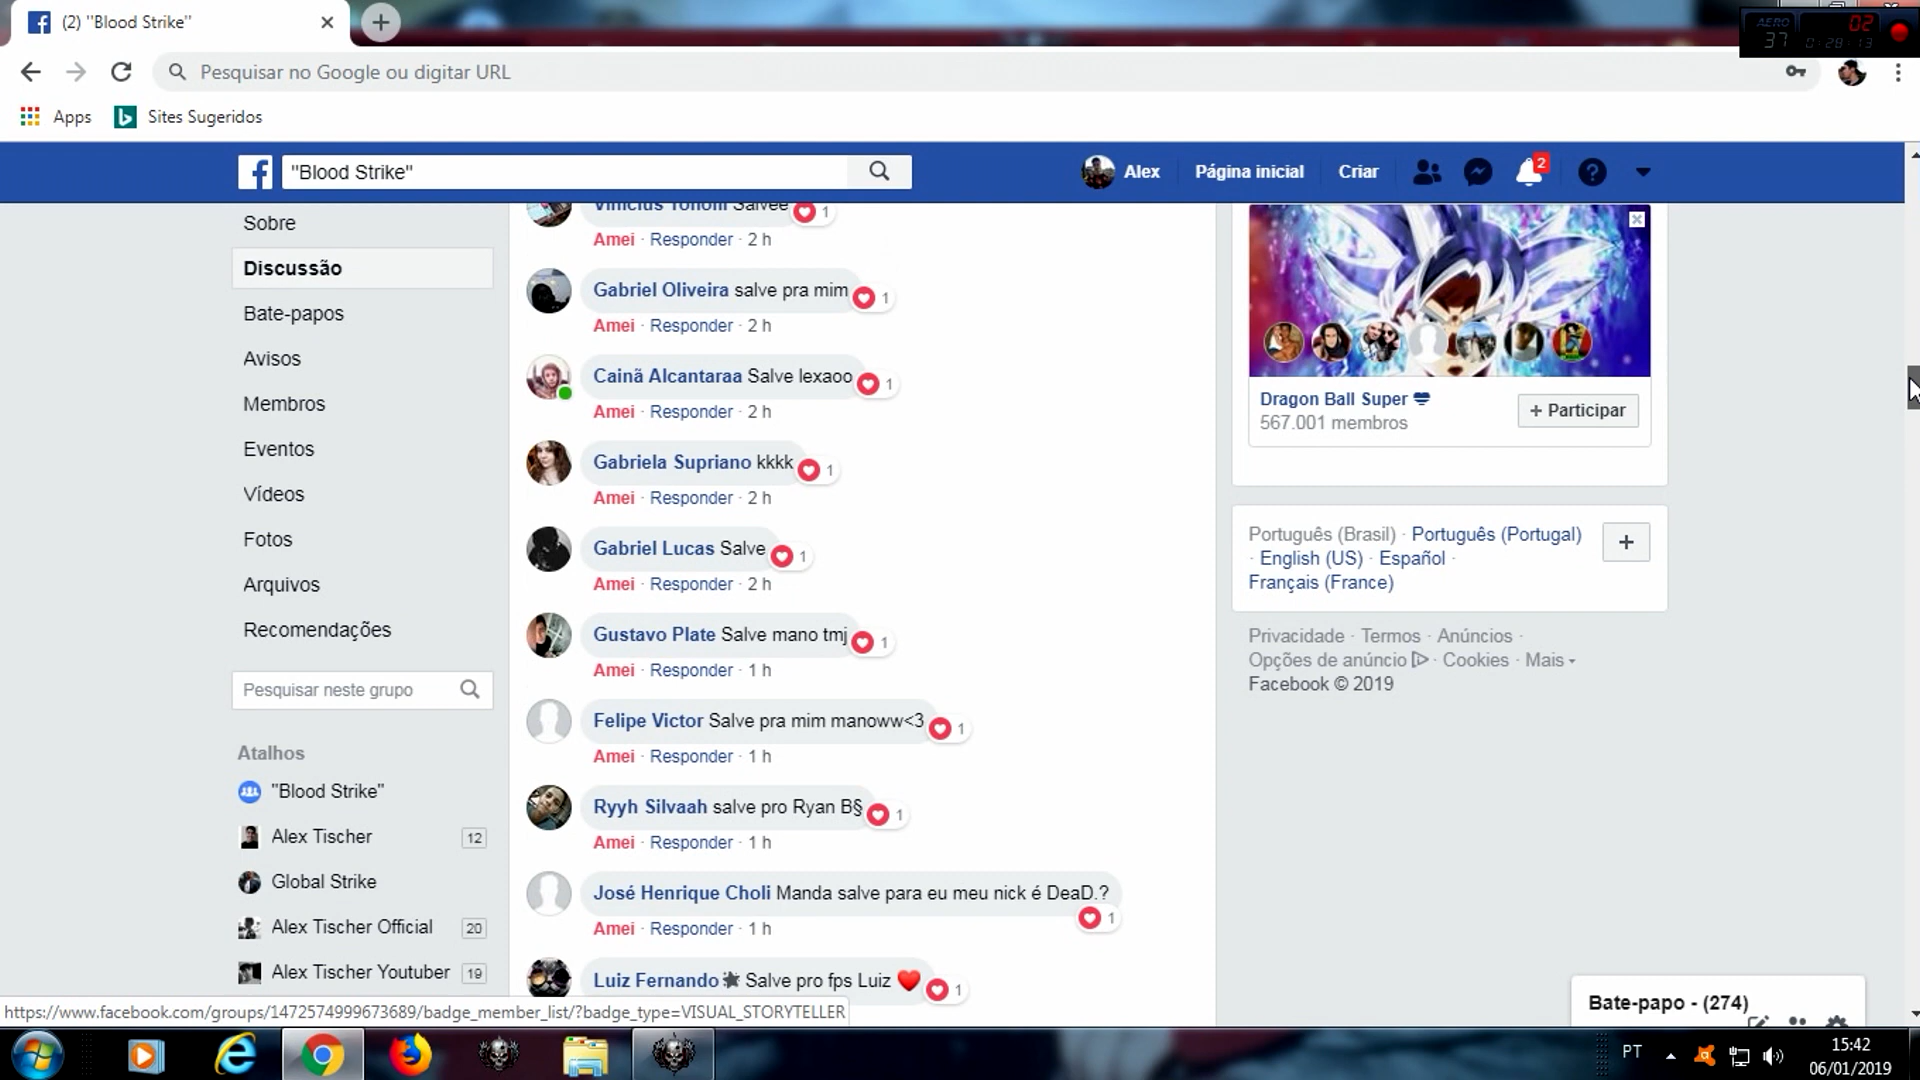 (2) "Blood Strike"
AERO
37
02
0:28:13
Pesquisar no Google ou digitar URL
Apps
Sites Sugeridos
"Blood Strike"
Alex
Página inicial
Criar
2
Sobre
Discussão
Bate-papos
Avisos
Membros
Eventos
Vídeos
Fotos
Arquivos
Recomendações
Pesquisar neste grupo
Atalhos
"Blood Strike"
Alex Tischer 12
Global Strike
Alex Tischer Official 20
Alex Tischer Youtuber 19
Salvee 1
Amei · Responder · 2 h
Gabriel Oliveira salve pra mim 1
Amei · Responder · 2 h
Cainã Alcantaraa Salve lexaoo 1
Amei · Responder · 2 h
Gabriela Supriano kkkk 1
Amei · Responder · 2 h
Gabriel Lucas Salve 1
Amei · Responder · 2 h
Gustavo Plate Salve mano tmj 1
Amei · Responder · 1 h
Felipe Victor Salve pra mim manoww<3 1
Amei · Responder · 1 h
Ryyh Silvaah salve pro Ryan B§ 1
Amei · Responder · 1 h
José Henrique Choli Manda salve para eu meu nick é DeaD.? 1
Amei · Responder · 1 h
Luiz Fernando Salve pro fps Luiz ❤ 1
Dragon Ball Super
567.001 membros
+ Participar
Português (Brasil) · Português (Portugal)
· English (US) · Español ·
Français (France)
Privacidade · Termos · Anúncios ·
Opções de anúncio · Cookies · Mais
Facebook © 2019
Bate-papo - (274)
https://www.facebook.com/groups/1472574999673689/badge_member_list/?badge_type=VISUAL_STORYTELLER
PT
15:42
06/01/2019